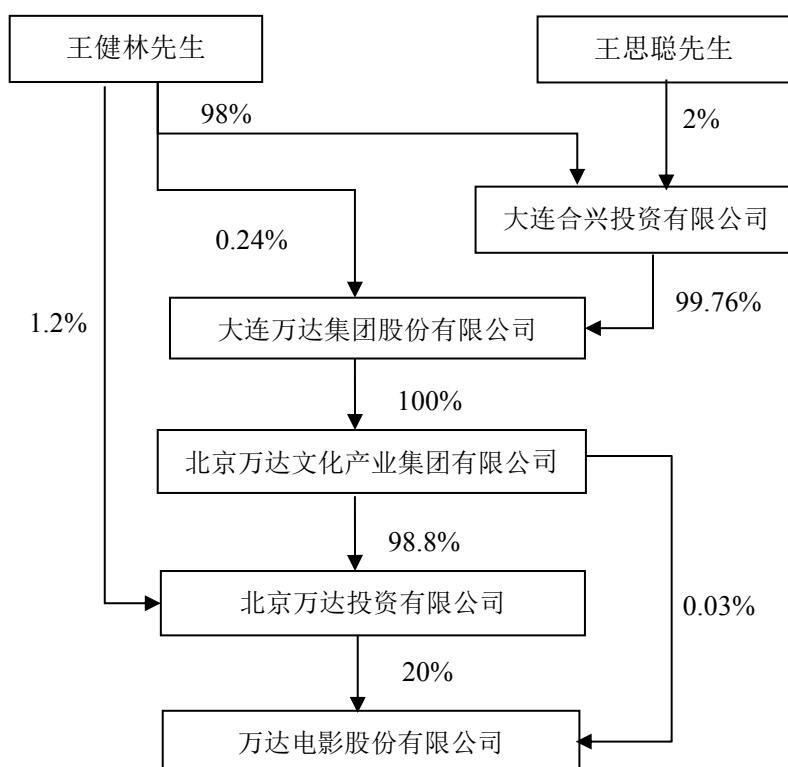 王健林先生
王思聪先生
98%
2%
大连合兴投资有限公司
0.24%
99.76%
1.2%
大连万达集团股份有限公司
100%
北京万达文化产业集团有限公司
98.8%
北京万达投资有限公司
0.03%
20%
万达电影股份有限公司